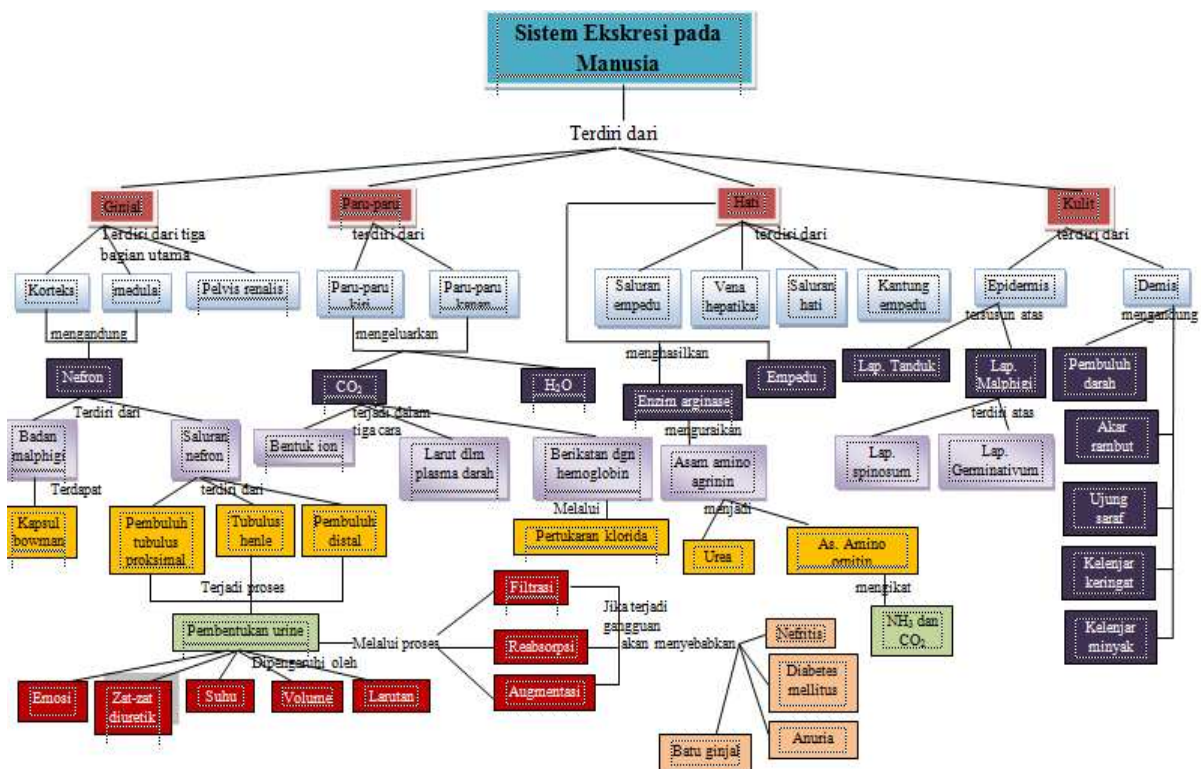 Sistem Ekskresi pada
Manusia
Terdiri dari
Ginjal
Paru-paru
Hati
Kulit
Terdiri dari tiga
bagian utama
terdiri dari
terdiri dari
terdiri dari
Korteks
medula
Pelvis renalis
Paru-paru
kiri
Paru-paru
kanan
Saluran
empedu
Vena
hepatika
Saluran
hati
Kantung
empedu
Epidermis
Demis
mengandung
mengeluarkan
menghasilkan
tersusun atas
mengandung
Nefron
CO₂
H₂O
Enzim arginase
Empedu
Lap. Tanduk
Lap.
Malphigi
Pembuluh
darah
Terdiri dari
terjadi dalam
tiga cara
menguraikan
terdiri atas
Badan
malphigi
Saluran
nefron
Bentuk ion
Larut dlm
plasma darah
Berikatan dgn
hemoglobin
Asam amino
agrinin
Lap.
spinosum
Lap.
Germinativum
Akar
rambut
Terdapat
terdiri dari
Melalui
menjadi
Kapsul
bowman
Pembuluh
tubulus
proksimal
Tubulus
henle
Pembuluh
distal
Pertukaran klorida
Urea
As. Amino
ornitin
Ujung
saraf
Terjadi proses
mengikat
Kelenjar
keringat
Filtrasi
Jika terjadi
gangguan
akan menyebabkan
Pembentukan urine
Melalui proses
Reabsorpsi
Augmentasi
Nefritis
NH₃ dan
CO₂
Kelenjar
minyak
Dipengeruhi oleh
Emosi
Zat-zat
diuretik
Suhu
Volume
Larutan
Diabetes
mellitus
Batu ginjal
Anuria